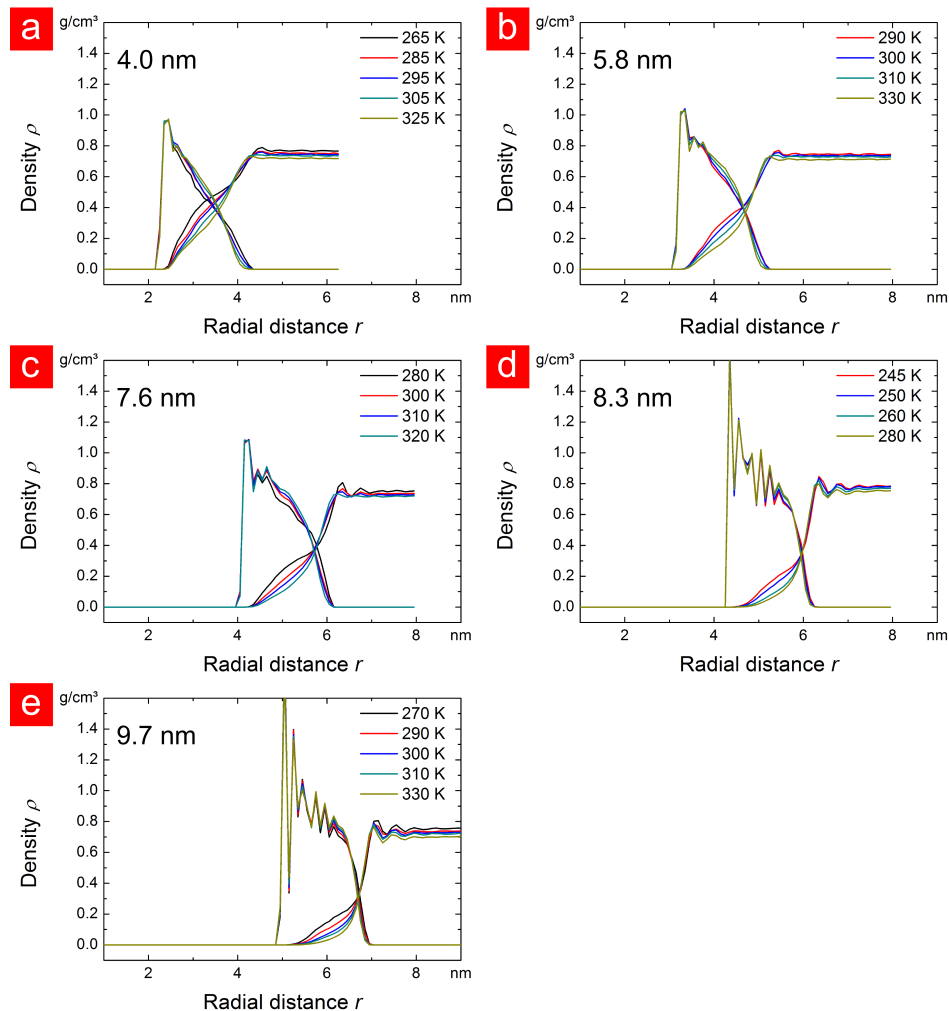 a
g/cm³
1.6
1.4
1.2
1.0
0.8
0.6
0.4
0.2
0.0
Density ρ
4.0 nm
265 K
285 K
295 K
305 K
325 K
2 4 6 8 nm
Radial distance r
b
g/cm³
1.6
1.4
1.2
1.0
0.8
0.6
0.4
0.2
0.0
Density ρ
5.8 nm
290 K
300 K
310 K
330 K
2 4 6 8 nm
Radial distance r
c
g/cm³
1.4
1.2
1.0
0.8
0.6
0.4
0.2
0.0
Density ρ
7.6 nm
280 K
300 K
310 K
320 K
2 4 6 8 nm
Radial distance r
d
g/cm³
1.4
1.2
1.0
0.8
0.6
0.4
0.2
0.0
Density ρ
8.3 nm
245 K
250 K
260 K
280 K
2 4 6 8 nm
Radial distance r
e
g/cm³
1.4
1.2
1.0
0.8
0.6
0.4
0.2
0.0
Density ρ
9.7 nm
270 K
290 K
300 K
310 K
330 K
2 4 6 8 nm
Radial distance r